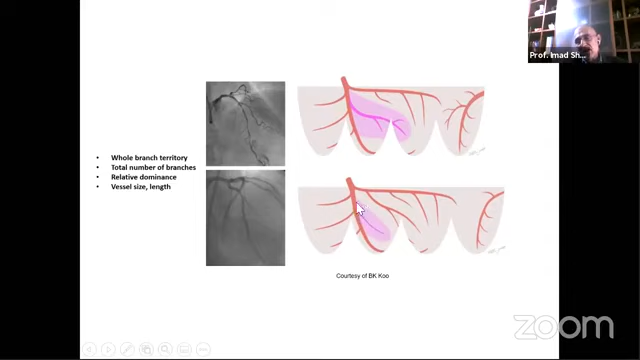 Prof. Imad Sh...
• Whole branch territory
• Total number of branches
• Relative dominance
• Vessel size, length
Courtesy of BK Koo
zoom